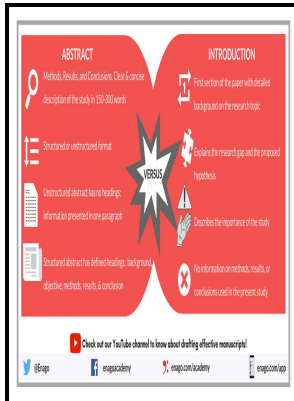 ABSTRACT
Methods, Results, and Conclusions. Clear & concise
description of the study in 150-300 words
Structured or unstructured format
Unstructured abstract has no headings:
information presented in one paragraph
Structured abstract has defined headings: background,
objective, methods, results, & conclusion
VERSUS
INTRODUCTION
First section of the paper with detailed
background on the research topic
Explains the research gap and the proposed
hypothesis
Describes the importance of the study
No information on methods, results, or
conclusions used in the present study
Check out our YouTube channel to know about drafting effective manuscripts!
@Enago
enagoacademy
enago.com/academy
enago.com/app